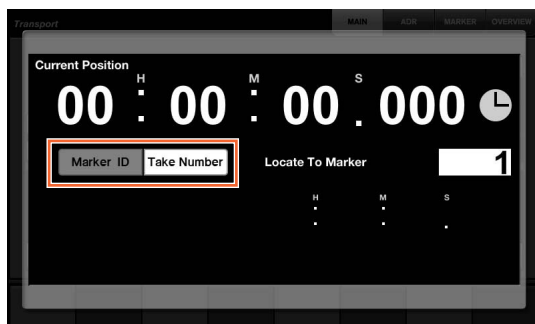 Transport
MAIN ADR MARKER OVERVIEW
Current Position
H M S
00 : 00 : 00 . 000
Marker ID Take Number Locate To Marker 1
H M S
: : .